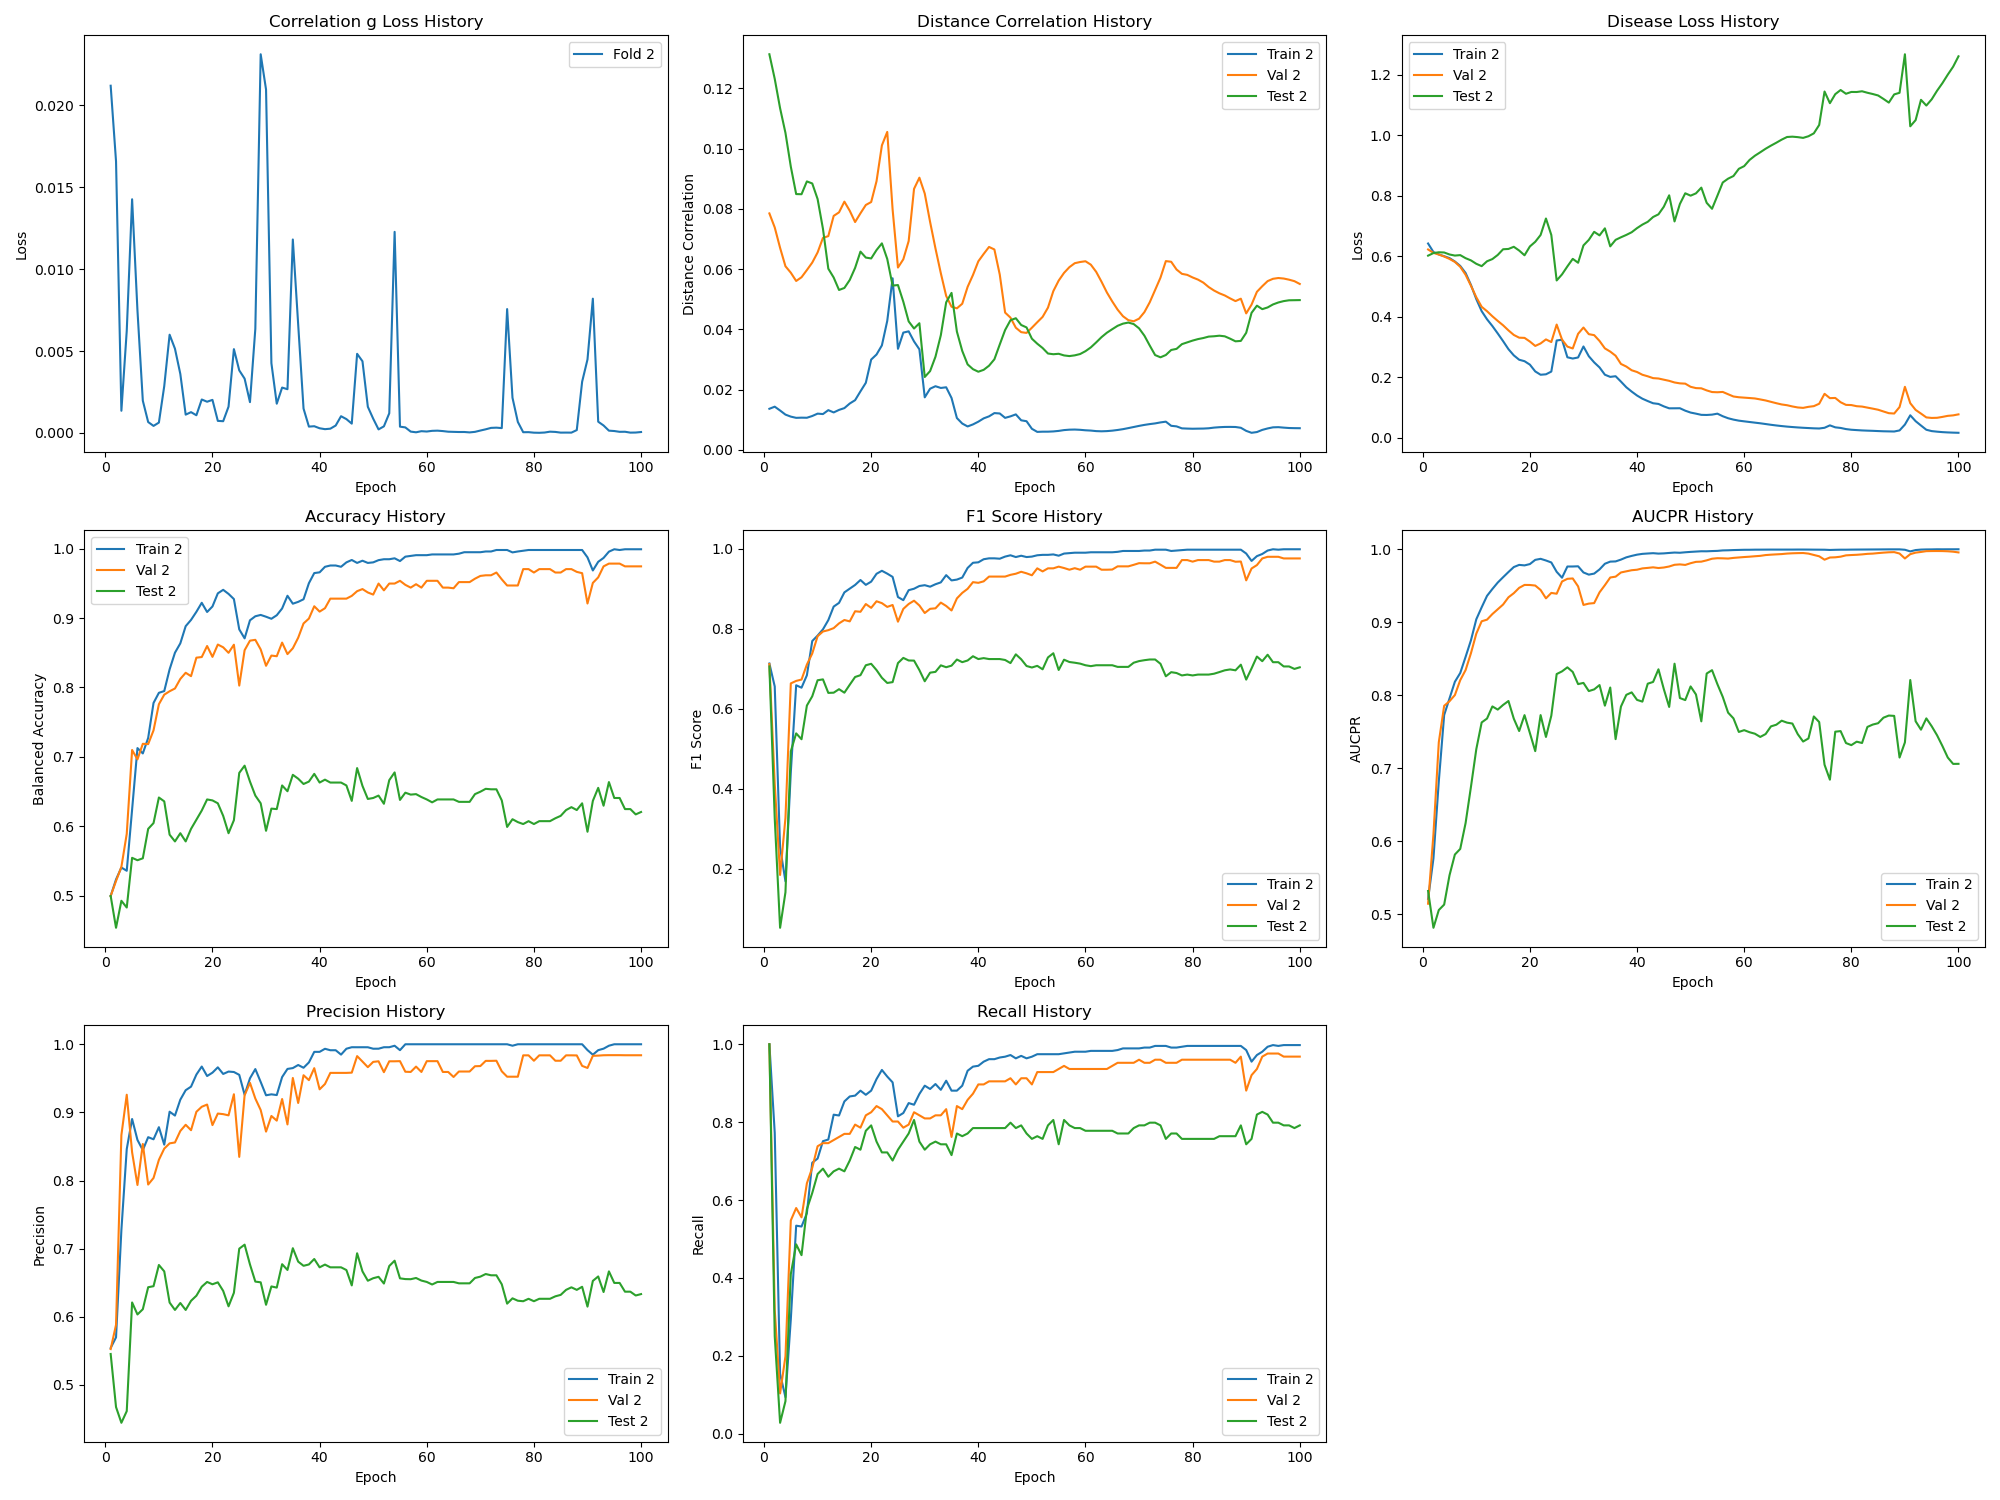 Correlation g Loss History
Fold 2
Loss
0.020
0.015
0.010
0.005
0.000
0 20 40 60 80 100
Epoch
Distance Correlation History
Train 2
Val 2
Test 2
Distance Correlation
0.12
0.10
0.08
0.06
0.04
0.02
0.00
0 20 40 60 80 100
Epoch
Disease Loss History
Train 2
Val 2
Test 2
Loss
1.2
1.0
0.8
0.6
0.4
0.2
0.0
0 20 40 60 80 100
Epoch
Accuracy History
Train 2
Val 2
Test 2
Balanced Accuracy
1.0
0.9
0.8
0.7
0.6
0.5
0 20 40 60 80 100
Epoch
F1 Score History
F1 Score
1.0
0.8
0.6
0.4
0.2
Train 2
Val 2
Test 2
0 20 40 60 80 100
Epoch
AUCPR History
AUCPR
1.0
0.9
0.8
0.7
0.6
0.5
Train 2
Val 2
Test 2
0 20 40 60 80 100
Epoch
Precision History
Precision
1.0
0.9
0.8
0.7
0.6
0.5
Train 2
Val 2
Test 2
0 20 40 60 80 100
Epoch
Recall History
Recall
1.0
0.8
0.6
0.4
0.2
0.0
Train 2
Val 2
Test 2
0 20 40 60 80 100
Epoch